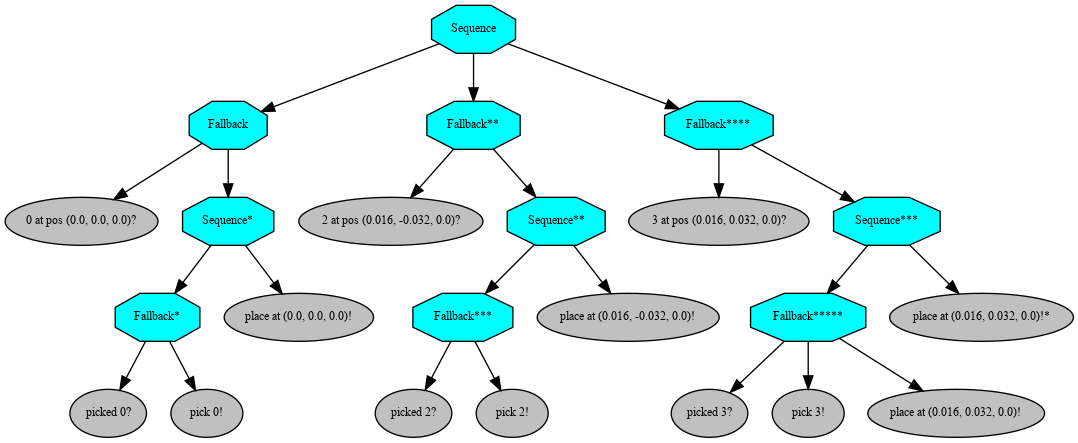 Sequence
Fallback
Fallback**
Fallback****
0 at pos (0.0, 0.0, 0.0)?
Sequence*
2 at pos (0.016, -0.032, 0.0)?
Sequence**
3 at pos (0.016, 0.032, 0.0)?
Sequence***
Fallback*
place at (0.0, 0.0, 0.0)!
Fallback***
place at (0.016, -0.032, 0.0)!
Fallback*****
place at (0.016, 0.032, 0.0)!*
picked 0?
pick 0!
picked 2?
pick 2!
picked 3?
pick 3!
place at (0.016, 0.032, 0.0)!